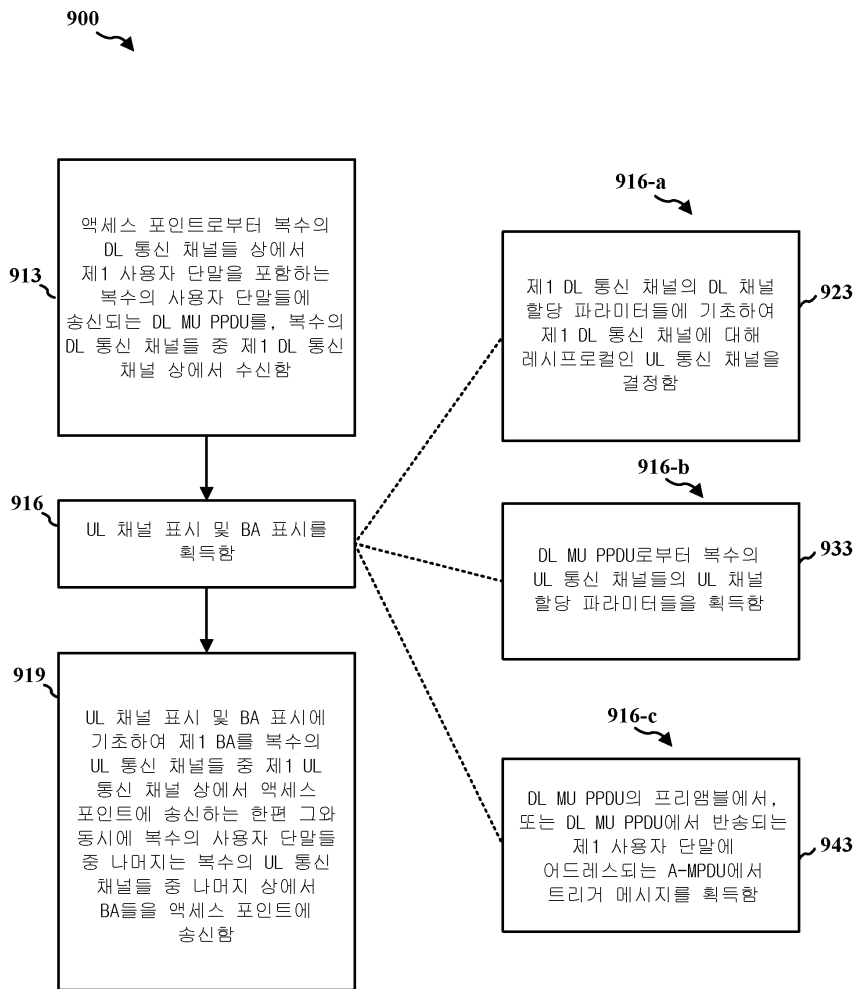 900
913
액세스 포인트로부터 복수의
DL 통신 채널들 상에서
제1 사용자 단말을 포함하는
복수의 사용자 단말들에
송신되는 DL MU PPDU를, 복수의
DL 통신 채널들 중 제1 DL 통신
채널 상에서 수신함
916
UL 채널 표시 및 BA 표시를
획득함
919
UL 채널 표시 및 BA 표시에
기초하여 제1 BA를 복수의
UL 통신 채널들 중 제1 UL
통신 채널 상에서 액세스
포인트에 송신하는 한편 그와
동시에 복수의 사용자 단말들
중 나머지는 복수의 UL 통신
채널들 중 나머지 상에서
BA들을 액세스 포인트에
송신함
916-a
923
제1 DL 통신 채널의 DL 채널
할당 파라미터들에 기초하여
제1 DL 통신 채널에 대해
레시프로컬인 UL 통신 채널을
결정함
916-b
933
DL MU PPDU로부터 복수의
UL 통신 채널들의 UL 채널
할당 파라미터들을 획득함
916-c
943
DL MU PPDU의 프리앰블에서,
또는 DL MU PPDU에서 반송되는
제1 사용자 단말에
어드레스되는 A-MPDU에서
트리거 메시지를 획득함